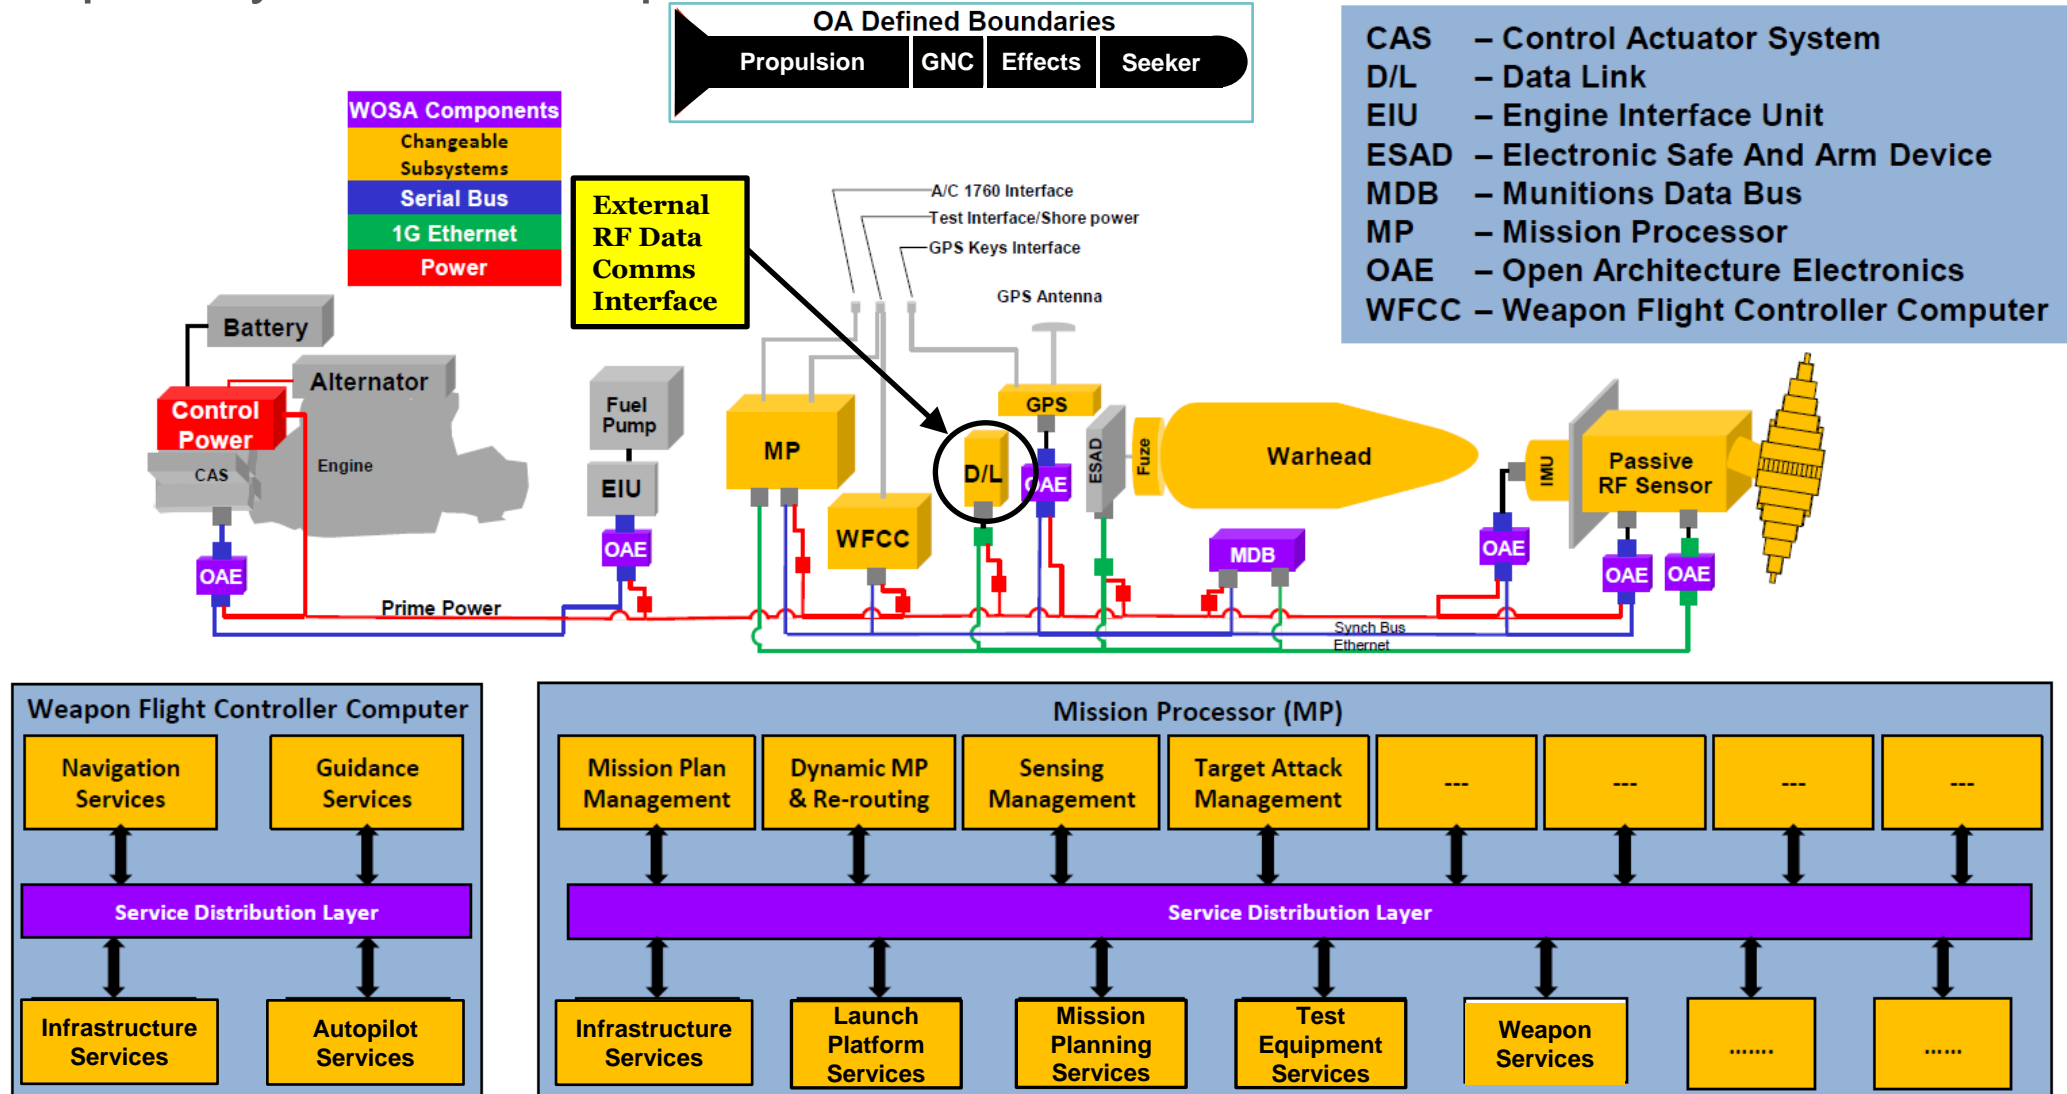 OA Defined Boundaries
Propulsion
GNC
Effects
Seeker
CAS – Control Actuator System
D/L – Data Link
EIU – Engine Interface Unit
ESAD – Electronic Safe And Arm Device
MDB – Munitions Data Bus
MP – Mission Processor
OAE – Open Architecture Electronics
WFCC – Weapon Flight Controller Computer
WOSA Components
Changeable
Subsystems
Serial Bus
1G Ethernet
Power
External
RF Data
Comms
Interface
A/C 1760 Interface
Test Interface/Shore power
GPS Keys Interface
GPS Antenna
Battery
Alternator
Control
Power
CAS
Engine
OAE
Fuel
Pump
EIU
OAE
MP
WFCC
D/L
GPS
OAE
ESAD
Fuze
Warhead
MDB
IMU
OAE
Passive
RF Sensor
OAE
OAE
Prime Power
Synch Bus
Ethernet
Weapon Flight Controller Computer
Navigation
Services
Guidance
Services
Service Distribution Layer
Infrastructure
Services
Autopilot
Services
Mission Processor (MP)
Mission Plan
Management
Dynamic MP
& Re-routing
Sensing
Management
Target Attack
Management
---
---
---
---
Service Distribution Layer
Infrastructure
Services
Launch
Platform
Services
Mission
Planning
Services
Test
Equipment
Services
Weapon
Services
.......
......